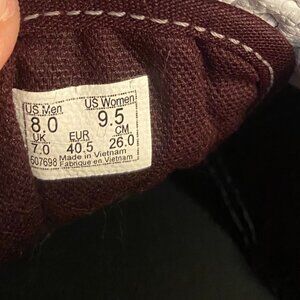 US Men US Women
8.0 9.5
UK EUR CM
7.0 40.5 26.0
507698 Made in Vietnam
Fabriqué en Vietnam